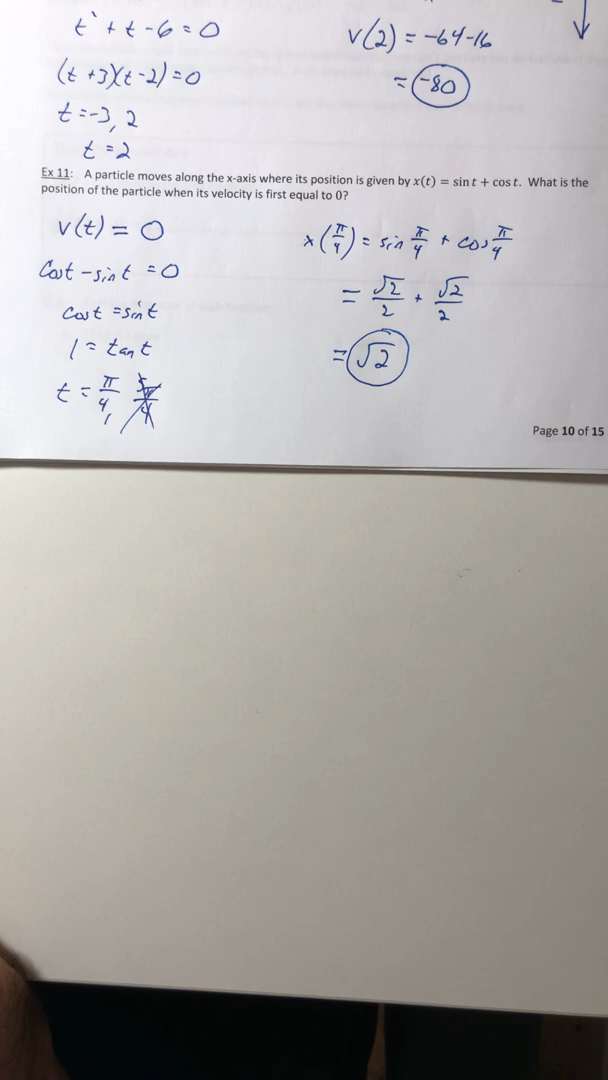 t² + t - 6 = 0
(t + 3)(t - 2) = 0
t = -3, 2
t = 2
v(2) = -64 - 16
= -80
Ex 11: A particle moves along the x-axis where its position is given by x(t) = sin t + cos t. What is the
position of the particle when its velocity is first equal to 0?
v(t) = 0
cos t - sin t = 0
cos t = sin t
1 = tan t
t = π/4, 5π/4
x(π/4) = sin π/4 + cos π/4
= √2/2 + √2/2
= √2
Page 10 of 15